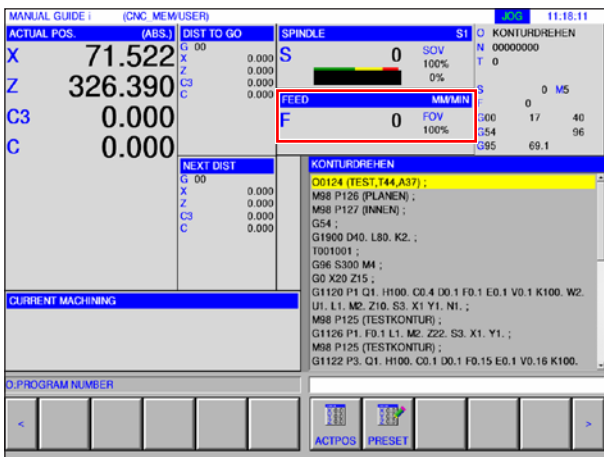 MANUAL GUIDE i (CNC_MEM/USER) JOG 11:18:11
ACTUAL POS. (ABS.)
X 71.522
Z 326.390
C3 0.000
C 0.000
DIST TO GO
G 00
X 0.000
Z 0.000
C3 0.000
C 0.000
SPINDLE S1
S 0 SOV
100%
0%
FEED MM/MIN
F 0 FOV
100%
O KONTURDREHEN
N 00000000
T 0
S 0 M5
F 0
G00 17 40
G54 96
G95 69.1
NEXT DIST
G 00
X 0.000
Z 0.000
C3 0.000
C 0.000
KONTURDREHEN
O0124 (TEST,T44,A37) ;
M98 P126 (PLANEN) ;
M98 P127 (INNEN) ;
G54 ;
G1900 D40. L80. K2. ;
T001001 ;
G96 S300 M4 ;
G0 X20 Z15 ;
G1120 P1 Q1. H100. C0.4 D0.1 F0.1 E0.1 V0.1 K100. W2.
U1. L1. M2. Z10. S3. X1 Y1. N1. ;
M98 P125 (TESTKONTUR) ;
G1126 P1. F0.1 L1. M2. Z22. S3. X1. Y1. ;
M98 P125 (TESTKONTUR) ;
G1122 P3. Q1. H100. C0.1 D0.1 F0.15 E0.1 V0.16 K100.
CURRENT MACHINING
O:PROGRAM NUMBER
< ACTPOS PRESET >